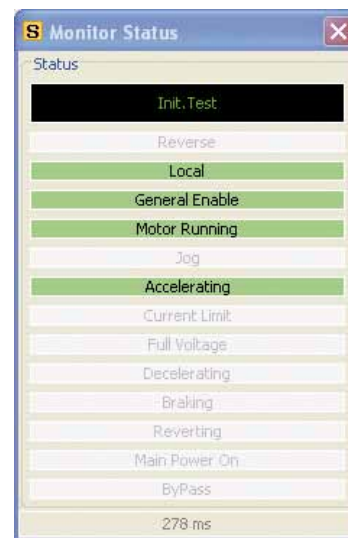 S Monitor Status
Status
Init.Test
Reverse
Local
General Enable
Motor Running
Jog
Accelerating
Current Limit
Full Voltage
Decelerating
Braking
Reverting
Main Power On
ByPass
278 ms